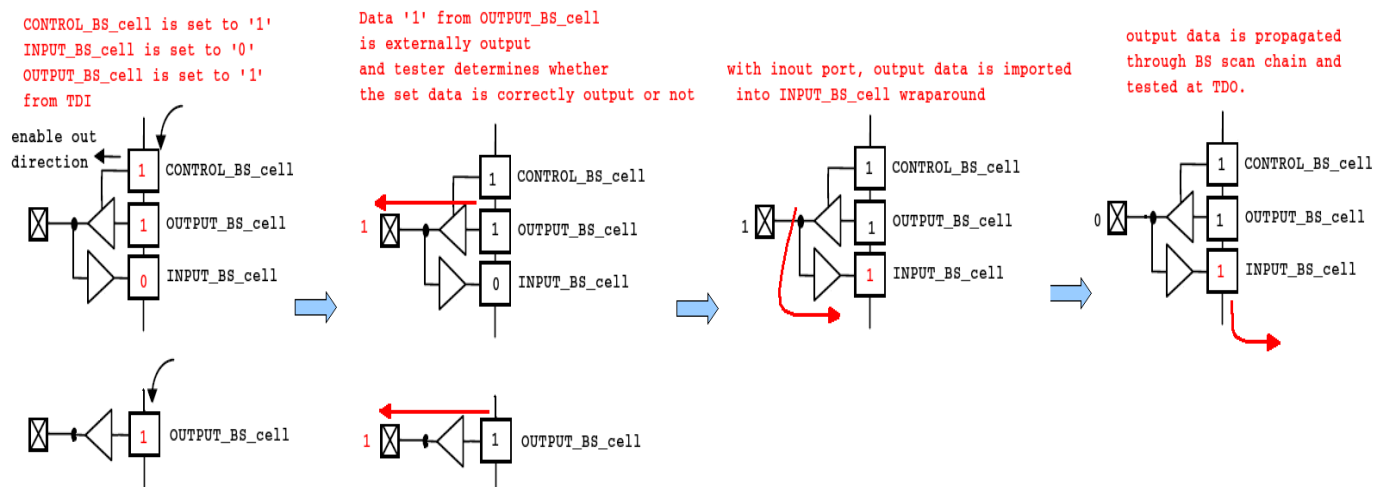 CONTROL_BS_cell is set to '1'
INPUT_BS_cell is set to '0'
OUTPUT_BS_cell is set to '1'
from TDI
enable out
direction
1
CONTROL_BS_cell
1
OUTPUT_BS_cell
0
INPUT_BS_cell
1
OUTPUT_BS_cell
Data '1' from OUTPUT_BS_cell
is externally output
and tester determines whether
the set data is correctly output or not
1
CONTROL_BS_cell
1
1
OUTPUT_BS_cell
0
INPUT_BS_cell
1
1
OUTPUT_BS_cell
with inout port, output data is imported
into INPUT_BS_cell wraparound
1
CONTROL_BS_cell
1
1
OUTPUT_BS_cell
1
INPUT_BS_cell
output data is propagated
through BS scan chain and
tested at TDO.
1
CONTROL_BS_cell
0
1
OUTPUT_BS_cell
1
INPUT_BS_cell